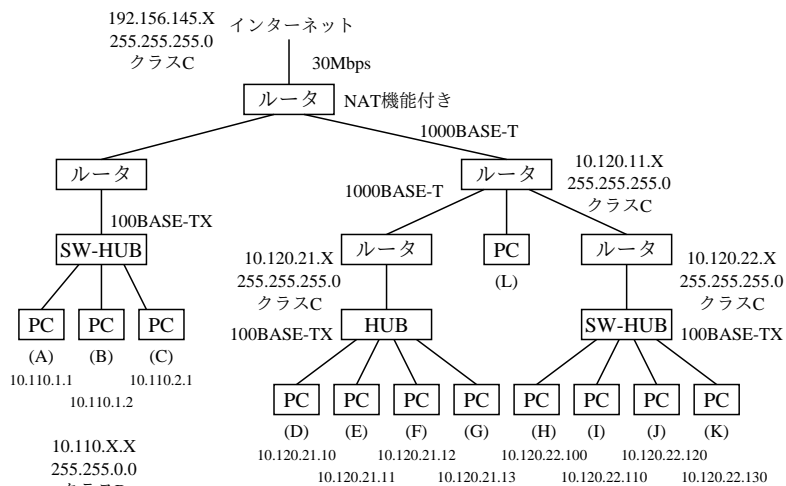 192.156.145.X
255.255.255.0
クラスC
インターネット
30Mbps
ルータ
NAT機能付き
1000BASE-T
ルータ
ルータ
10.120.11.X
255.255.255.0
クラスC
1000BASE-T
100BASE-TX
SW-HUB
ルータ
PC
(L)
ルータ
10.120.21.X
255.255.255.0
クラスC
10.120.22.X
255.255.255.0
クラスC
PC
PC
PC
(A)
(B)
(C)
10.110.1.1
10.110.2.1
10.110.1.2
100BASE-TX
HUB
SW-HUB
100BASE-TX
PC
PC
PC
PC
PC
PC
PC
PC
(D)
(E)
(F)
(G)
(H)
(I)
(J)
(K)
10.120.21.10
10.120.21.12
10.120.22.100
10.120.22.120
10.120.21.11
10.120.21.13
10.120.22.110
10.120.22.130
10.110.X.X
255.255.0.0